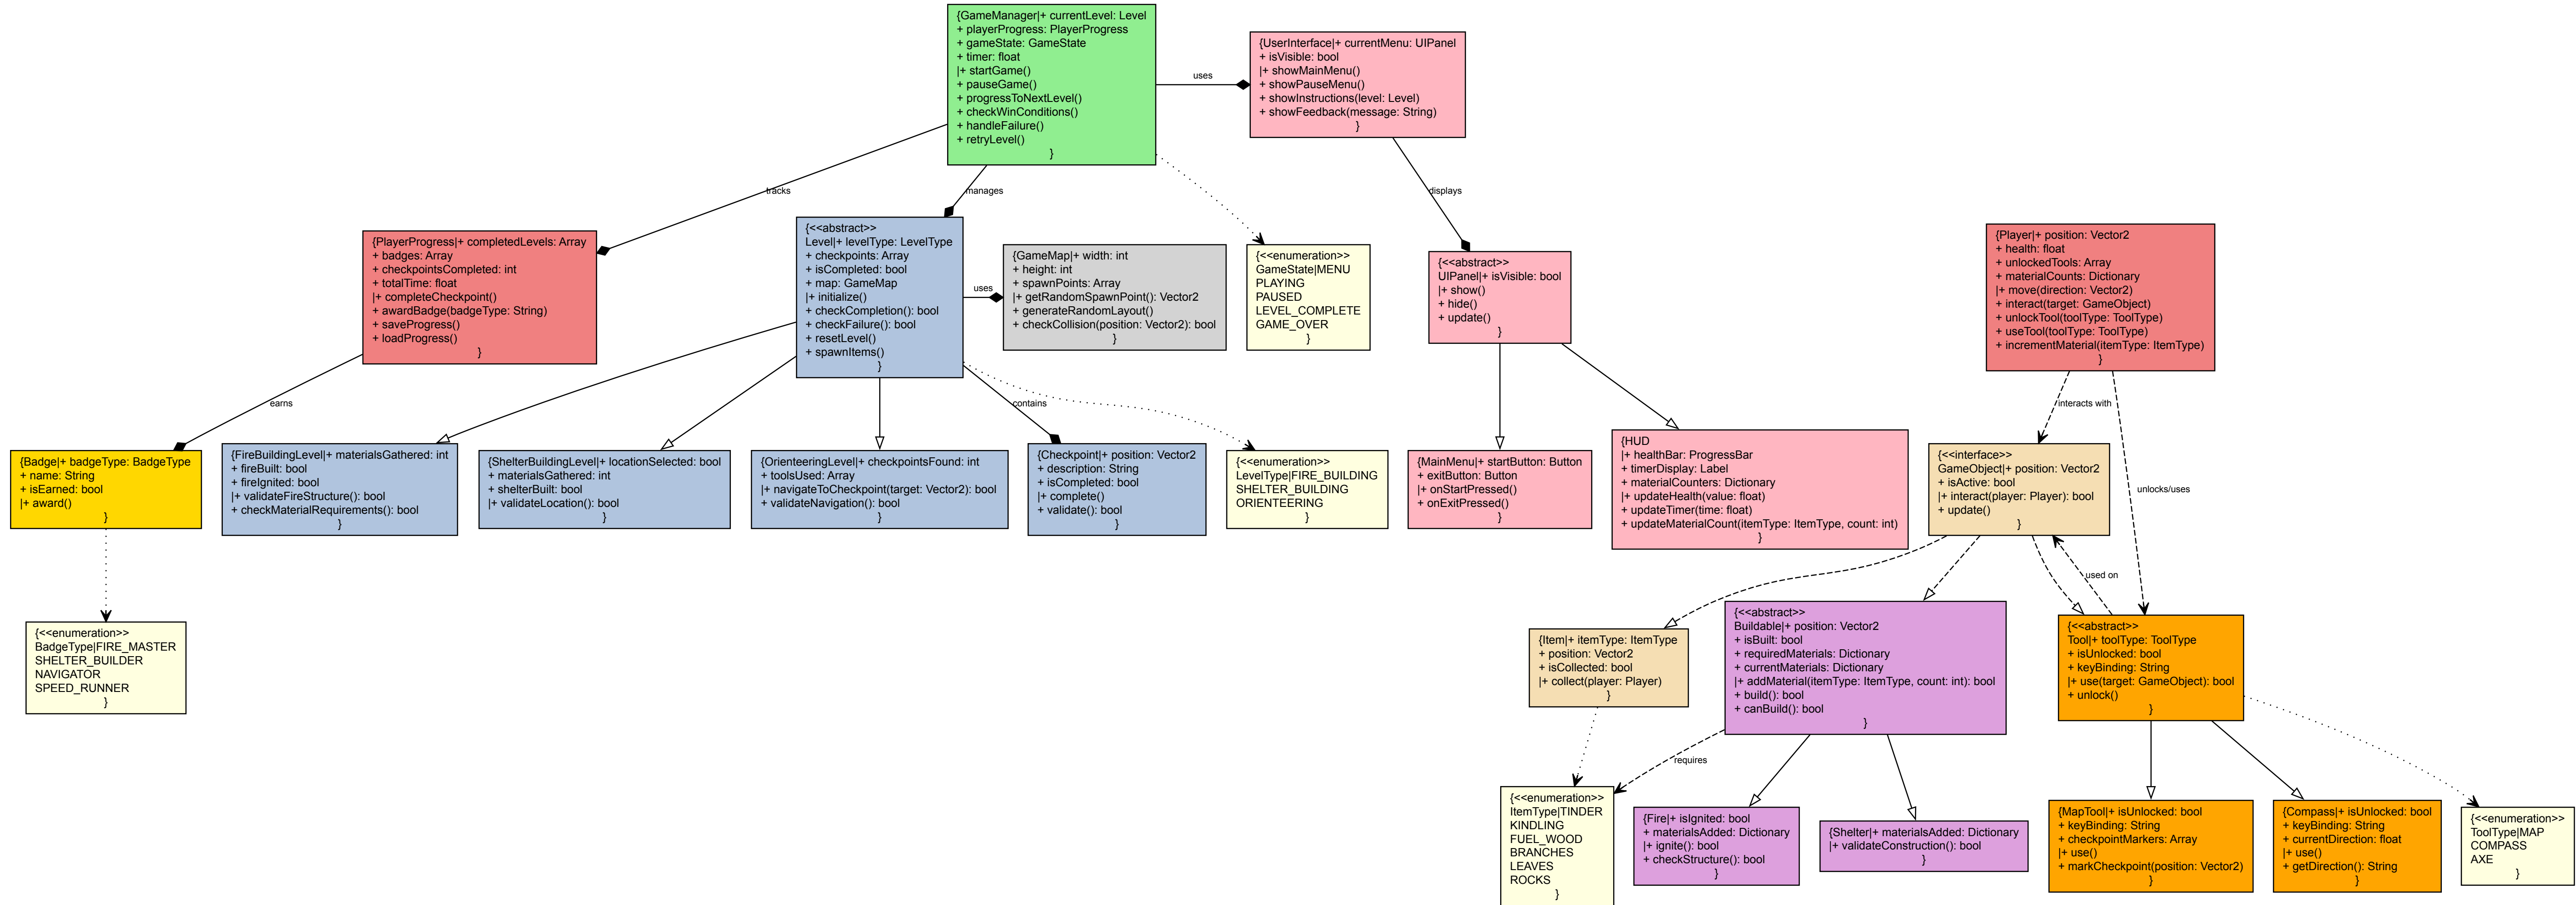 {GameManager|+ currentLevel: Level
+ playerProgress: PlayerProgress
+ gameState: GameState
+ timer: float
|+ startGame()
+ pauseGame()
+ progressToNextLevel()
+ checkWinConditions()
+ handleFailure()
+ retryLevel()
}
uses
{UserInterface|+ currentMenu: UIPanel
+ isVisible: bool
|+ showMainMenu()
+ showPauseMenu()
+ showInstructions(level: Level)
+ showFeedback(message: String)
}
tracks
manages
displays
{PlayerProgress|+ completedLevels: Array
+ badges: Array
+ checkpointsCompleted: int
+ totalTime: float
|+ completeCheckpoint()
+ awardBadge(badgeType: String)
+ saveProgress()
+ loadProgress()
}
{<<abstract>>
Level|+ levelType: LevelType
+ checkpoints: Array
+ isCompleted: bool
+ map: GameMap
|+ initialize()
+ checkCompletion(): bool
+ checkFailure(): bool
+ resetLevel()
+ spawnItems()
}
uses
{GameMap|+ width: int
+ height: int
+ spawnPoints: Array
|+ getRandomSpawnPoint(): Vector2
+ generateRandomLayout()
+ checkCollision(position: Vector2): bool
}
{<<enumeration>>
GameState|MENU
PLAYING
PAUSED
LEVEL_COMPLETE
GAME_OVER
}
{<<abstract>>
UIPanel|+ isVisible: bool
|+ show()
+ hide()
+ update()
}
{Player|+ position: Vector2
+ health: float
+ unlockedTools: Array
+ materialCounts: Dictionary
|+ move(direction: Vector2)
+ interact(target: GameObject)
+ unlockTool(toolType: ToolType)
+ useTool(toolType: ToolType)
+ incrementMaterial(itemType: ItemType)
}
earns
contains
interacts with
unlocks/uses
{Badge|+ badgeType: BadgeType
+ name: String
+ isEarned: bool
|+ award()
}
{FireBuildingLevel|+ materialsGathered: int
+ fireBuilt: bool
+ fireIgnited: bool
|+ validateFireStructure(): bool
+ checkMaterialRequirements(): bool
}
{ShelterBuildingLevel|+ locationSelected: bool
+ materialsGathered: int
+ shelterBuilt: bool
|+ validateLocation(): bool
}
{OrienteeringLevel|+ checkpointsFound: int
+ toolsUsed: Array
|+ navigateToCheckpoint(target: Vector2): bool
+ validateNavigation(): bool
}
{Checkpoint|+ position: Vector2
+ description: String
+ isCompleted: bool
|+ complete()
+ validate(): bool
}
{<<enumeration>>
LevelType|FIRE_BUILDING
SHELTER_BUILDING
ORIENTEERING
}
{MainMenu|+ startButton: Button
+ exitButton: Button
|+ onStartPressed()
+ onExitPressed()
}
{HUD
|+ healthBar: ProgressBar
+ timerDisplay: Label
+ materialCounters: Dictionary
|+ updateHealth(value: float)
+ updateTimer(time: float)
+ updateMaterialCount(itemType: ItemType, count: int)
}
{<<interface>>
GameObject|+ position: Vector2
+ isActive: bool
|+ interact(player: Player): bool
+ update()
}
used on
{<<enumeration>>
BadgeType|FIRE_MASTER
SHELTER_BUILDER
NAVIGATOR
SPEED_RUNNER
}
{Item|+ itemType: ItemType
+ position: Vector2
+ isCollected: bool
|+ collect(player: Player)
}
{<<abstract>>
Buildable|+ position: Vector2
+ isBuilt: bool
+ requiredMaterials: Dictionary
+ currentMaterials: Dictionary
|+ addMaterial(itemType: ItemType, count: int): bool
+ build(): bool
+ canBuild(): bool
}
{<<abstract>>
Tool|+ toolType: ToolType
+ isUnlocked: bool
+ keyBinding: String
|+ use(target: GameObject): bool
+ unlock()
}
requires
{<<enumeration>>
ItemType|TINDER
KINDLING
FUEL_WOOD
BRANCHES
LEAVES
ROCKS
}
{Fire|+ isIgnited: bool
+ materialsAdded: Dictionary
|+ ignite(): bool
+ checkStructure(): bool
}
{Shelter|+ materialsAdded: Dictionary
|+ validateConstruction(): bool
}
{MapTool|+ isUnlocked: bool
+ keyBinding: String
+ checkpointMarkers: Array
|+ use()
+ markCheckpoint(position: Vector2)
}
{Compass|+ isUnlocked: bool
+ keyBinding: String
+ currentDirection: float
|+ use()
+ getDirection(): String
}
{<<enumeration>>
ToolType|MAP
COMPASS
AXE
}